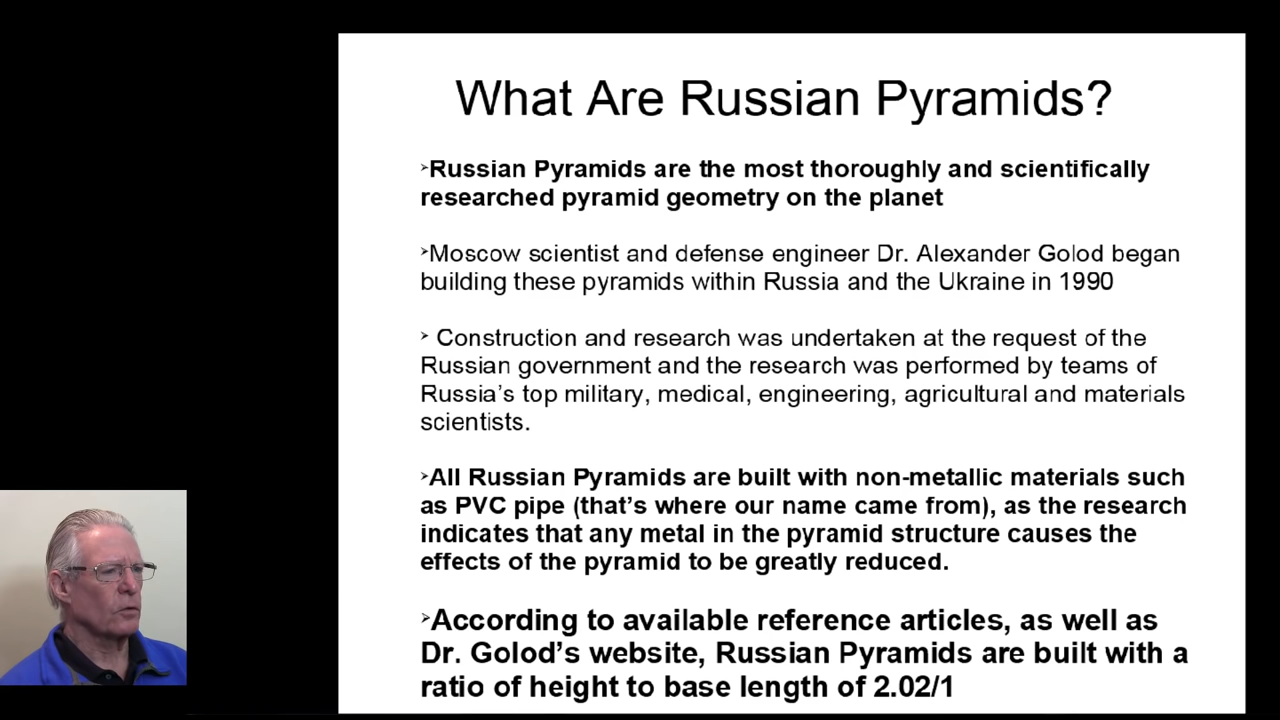 What Are Russian Pyramids?
➢Russian Pyramids are the most thoroughly and scientifically
researched pyramid geometry on the planet
➢Moscow scientist and defense engineer Dr. Alexander Golod began
building these pyramids within Russia and the Ukraine in 1990
➢ Construction and research was undertaken at the request of the
Russian government and the research was performed by teams of
Russia’s top military, medical, engineering, agricultural and materials
scientists.
➢All Russian Pyramids are built with non-metallic materials such
as PVC pipe (that’s where our name came from), as the research
indicates that any metal in the pyramid structure causes the
effects of the pyramid to be greatly reduced.
➢According to available reference articles, as well as
Dr. Golod’s website, Russian Pyramids are built with a
ratio of height to base length of 2.02/1